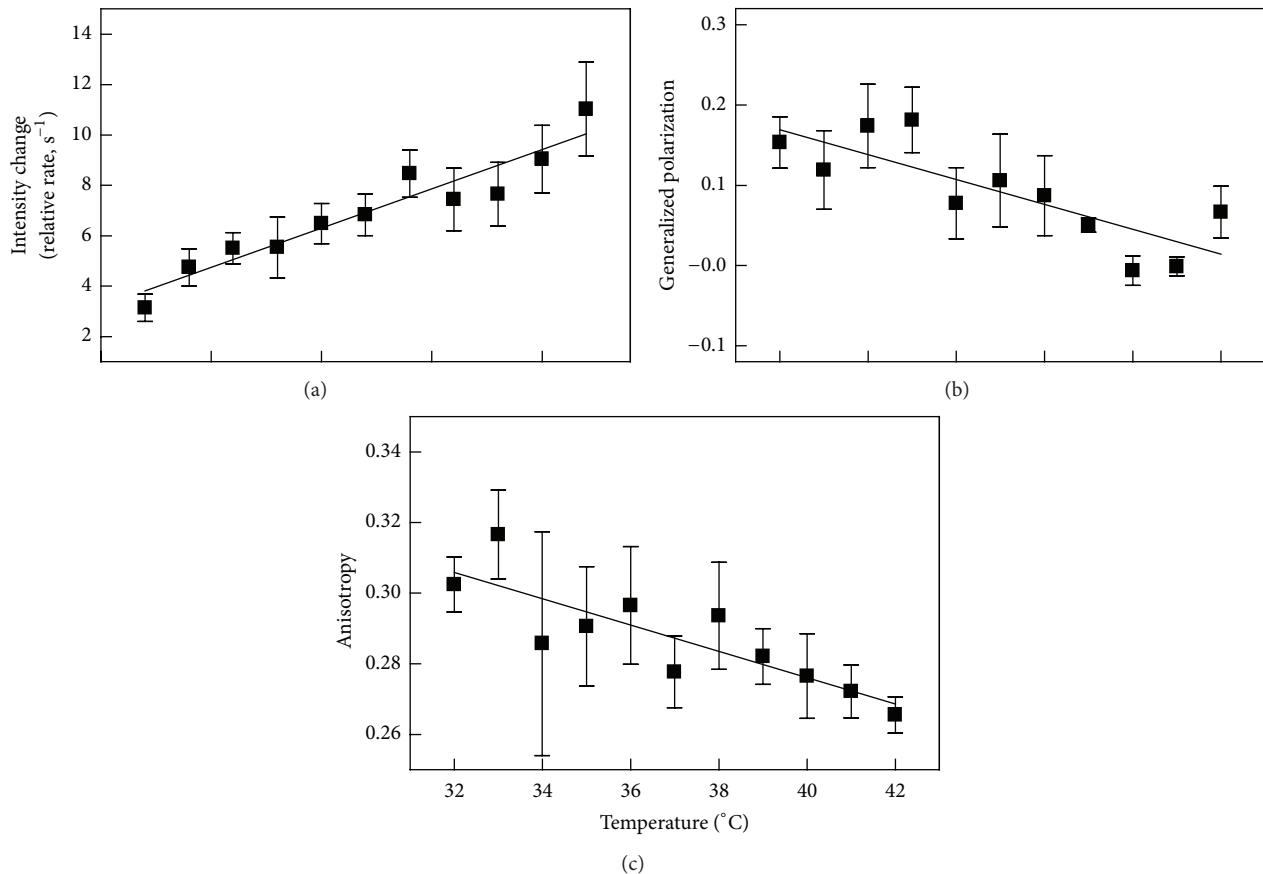 14
12
10
8
6
4
2
Intensity change
(relative rate, s⁻¹)
(a)
0.3
0.2
0.1
−0.0
−0.1
Generalized polarization
(b)
0.34
0.32
0.30
0.28
0.26
Anisotropy
32 34 36 38 40 42
Temperature (°C)
(c)